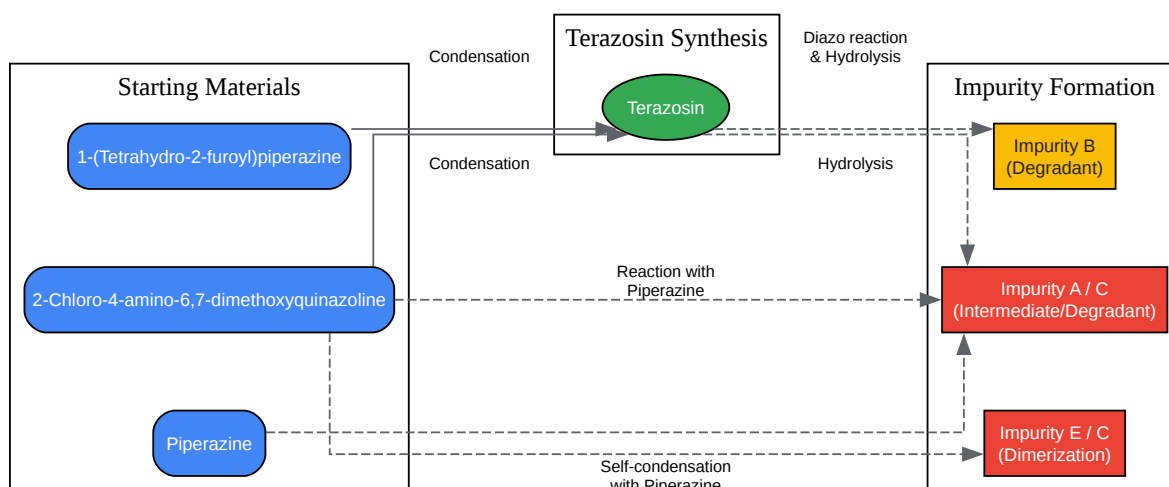 Starting Materials
1-(Tetrahydro-2-furoyl)piperazine
2-Chloro-4-amino-6,7-dimethoxyquinazoline
Piperazine
Condensation
Condensation
Terazosin Synthesis
Terazosin
Diazo reaction
& Hydrolysis
Hydrolysis
Reaction with
Piperazine
Self-condensation
with Piperazine
Impurity Formation
Impurity B
(Degradant)
Impurity A / C
(Intermediate/Degradant)
Impurity E / C
(Dimerization)